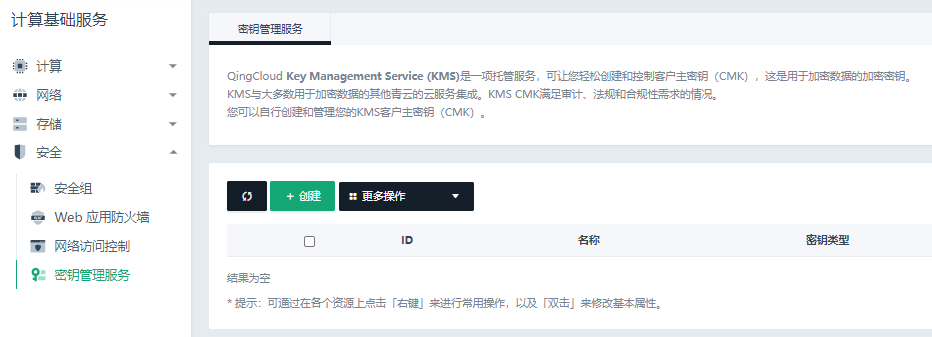 计算基础服务
计算
网络
存储
安全
安全组
Web 应用防火墙
网络访问控制
密钥管理服务
密钥管理服务
QingCloud Key Management Service (KMS)是一项托管服务，可让您轻松创建和控制客户主密钥（CMK），这是用于加密数据的加密密钥。
KMS与大多数用于加密数据的其他青云的云服务集成。KMS CMK满足审计、法规和合规性需求的情况。
您可以自行创建和管理您的KMS客户主密钥（CMK）。
+ 创建
更多操作
ID 名称 密钥类型
结果为空
* 提示：可通过在各个资源上点击「右键」来进行常用操作，以及「双击」来修改基本属性。